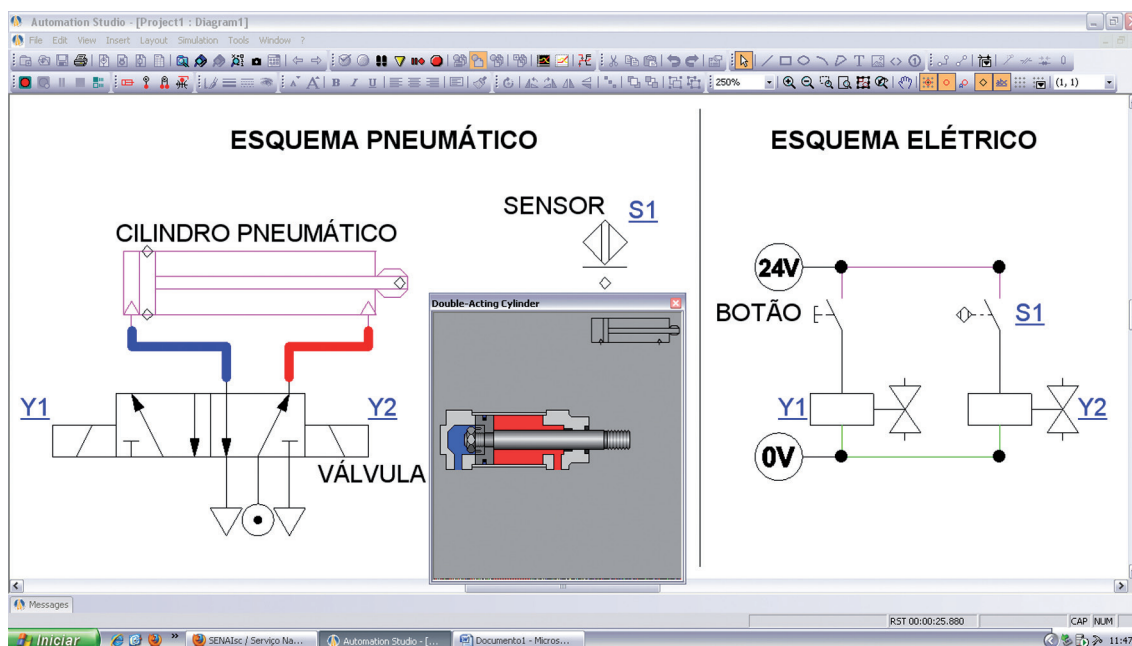 Automation Studio - [Project1 : Diagram1]
File Edit View Insert Layout Simulation Tools Window ?
250%
(1, 1)
ESQUEMA PNEUMÁTICO
ESQUEMA ELÉTRICO
SENSOR S1
CILINDRO PNEUMÁTICO
24V
Double-Acting Cylinder
BOTÃO
S1
Y1
Y2
Y1
Y2
0V
VÁLVULA
Messages
RST 00:00:25.880
CAP NUM
Iniciar
SENAIsc / Serviço Na...
Automation Studio - [...
Documento1 - Micros...
11:47